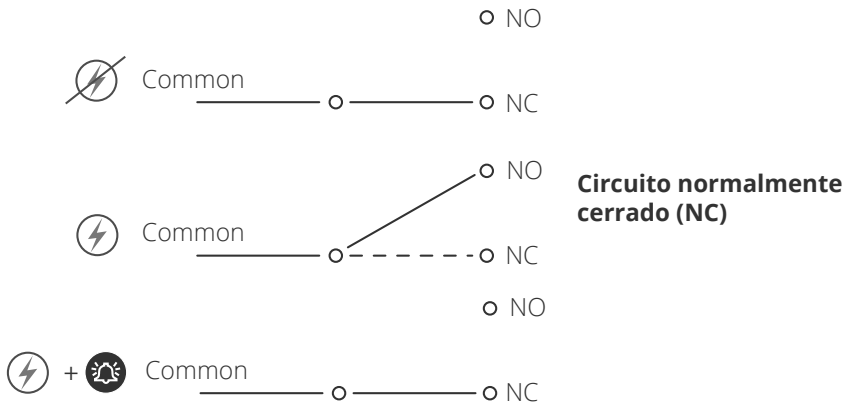 NO
Common
NC
NO
Circuito normalmente
cerrado (NC)
Common
NC
NO
+
Common
NC